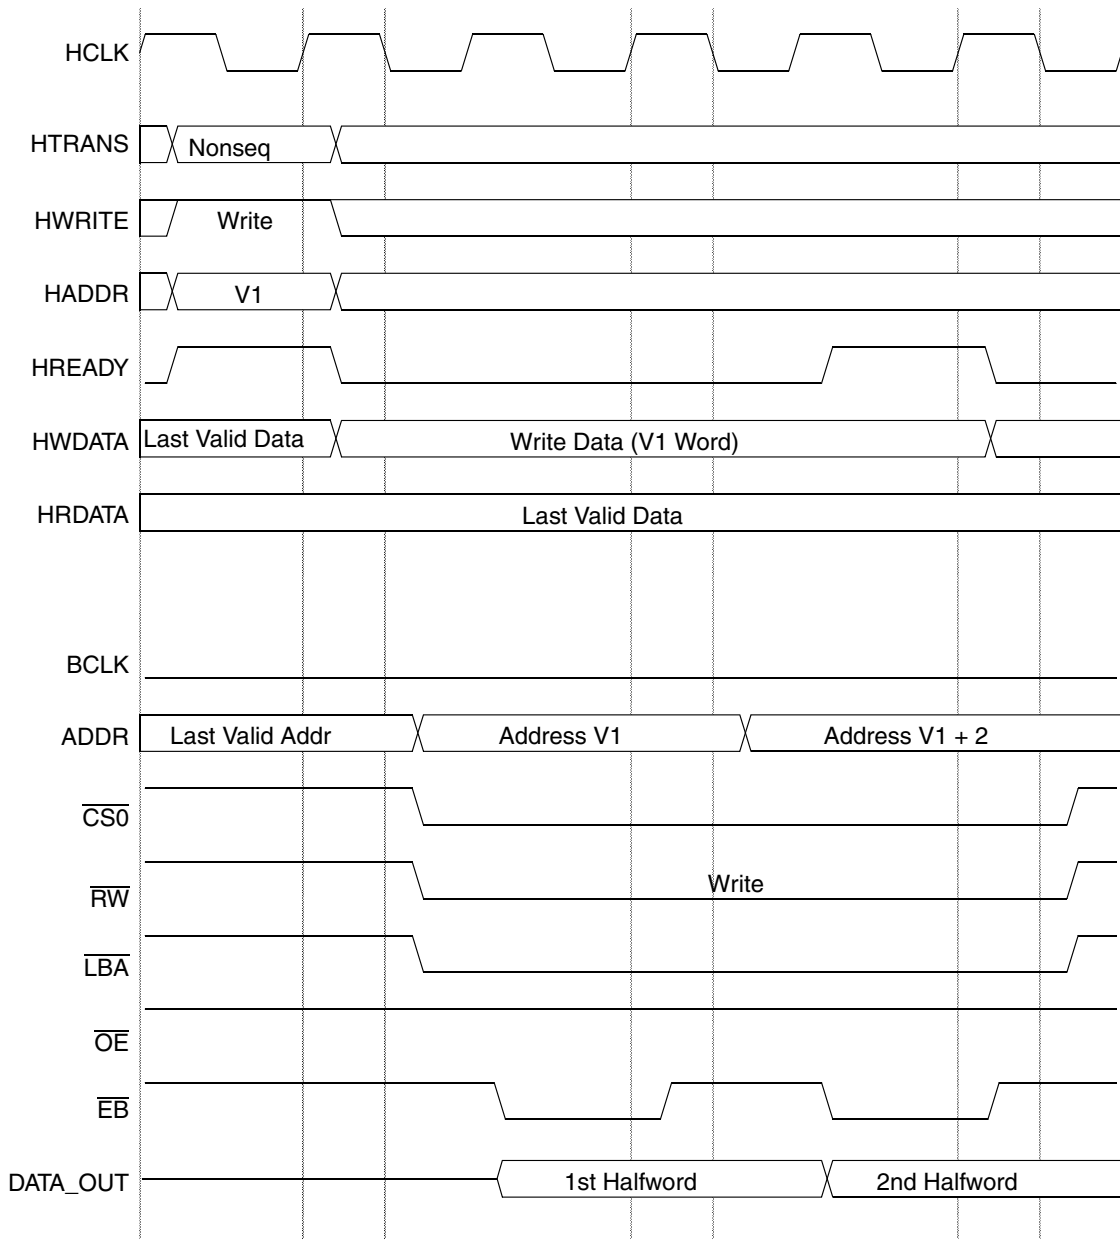 HCLK
HTRANS Nonseq
HWRITE Write
HADDR V1
HREADY
HWDATA Last Valid Data Write Data (V1 Word)
HRDATA Last Valid Data
BCLK
ADDR Last Valid Addr Address V1 Address V1 + 2
CS0
RW Write
LBA
OE
EB
DATA_OUT 1st Halfword 2nd Halfword